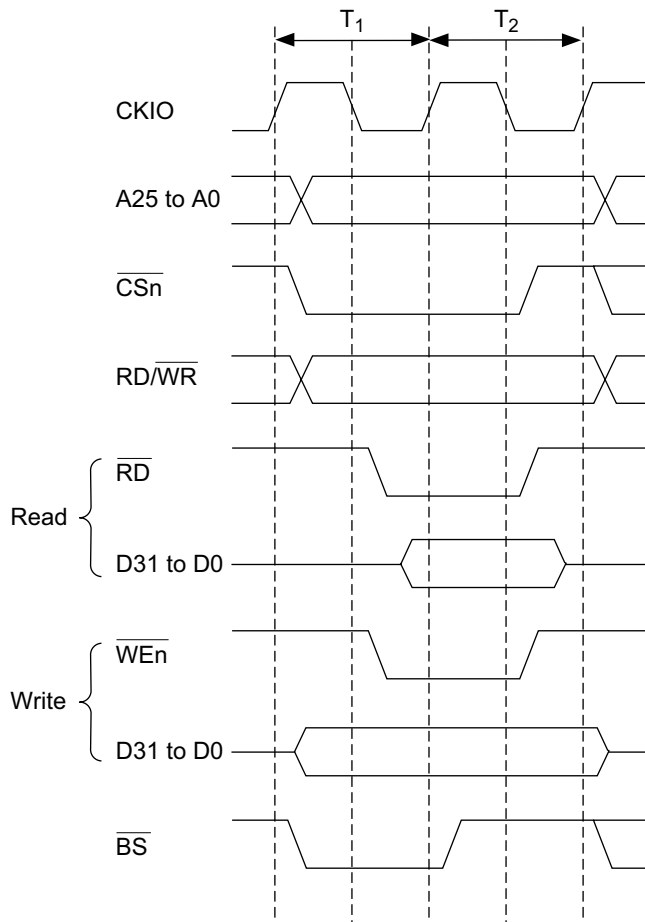 T1 T2
CKIO
A25 to A0
CSn
RD/WR
Read
RD
D31 to D0
Write
WEn
D31 to D0
BS